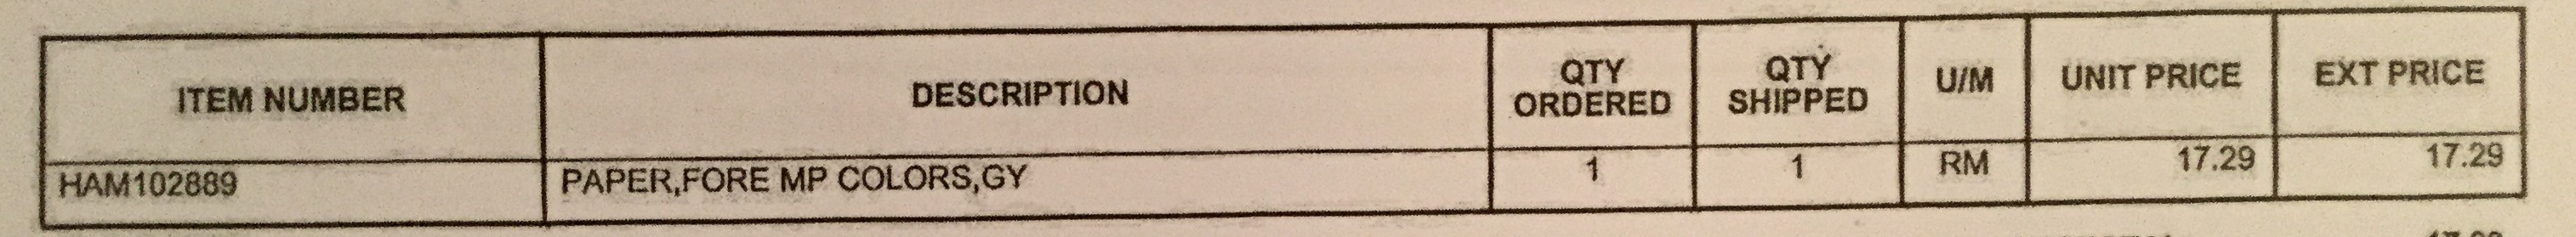 ITEM NUMBER DESCRIPTION QTY ORDERED QTY SHIPPED U/M UNIT PRICE EXT PRICE
HAM102889 PAPER,FORE MP COLORS,GY 1 1 RM 17.29 17.29